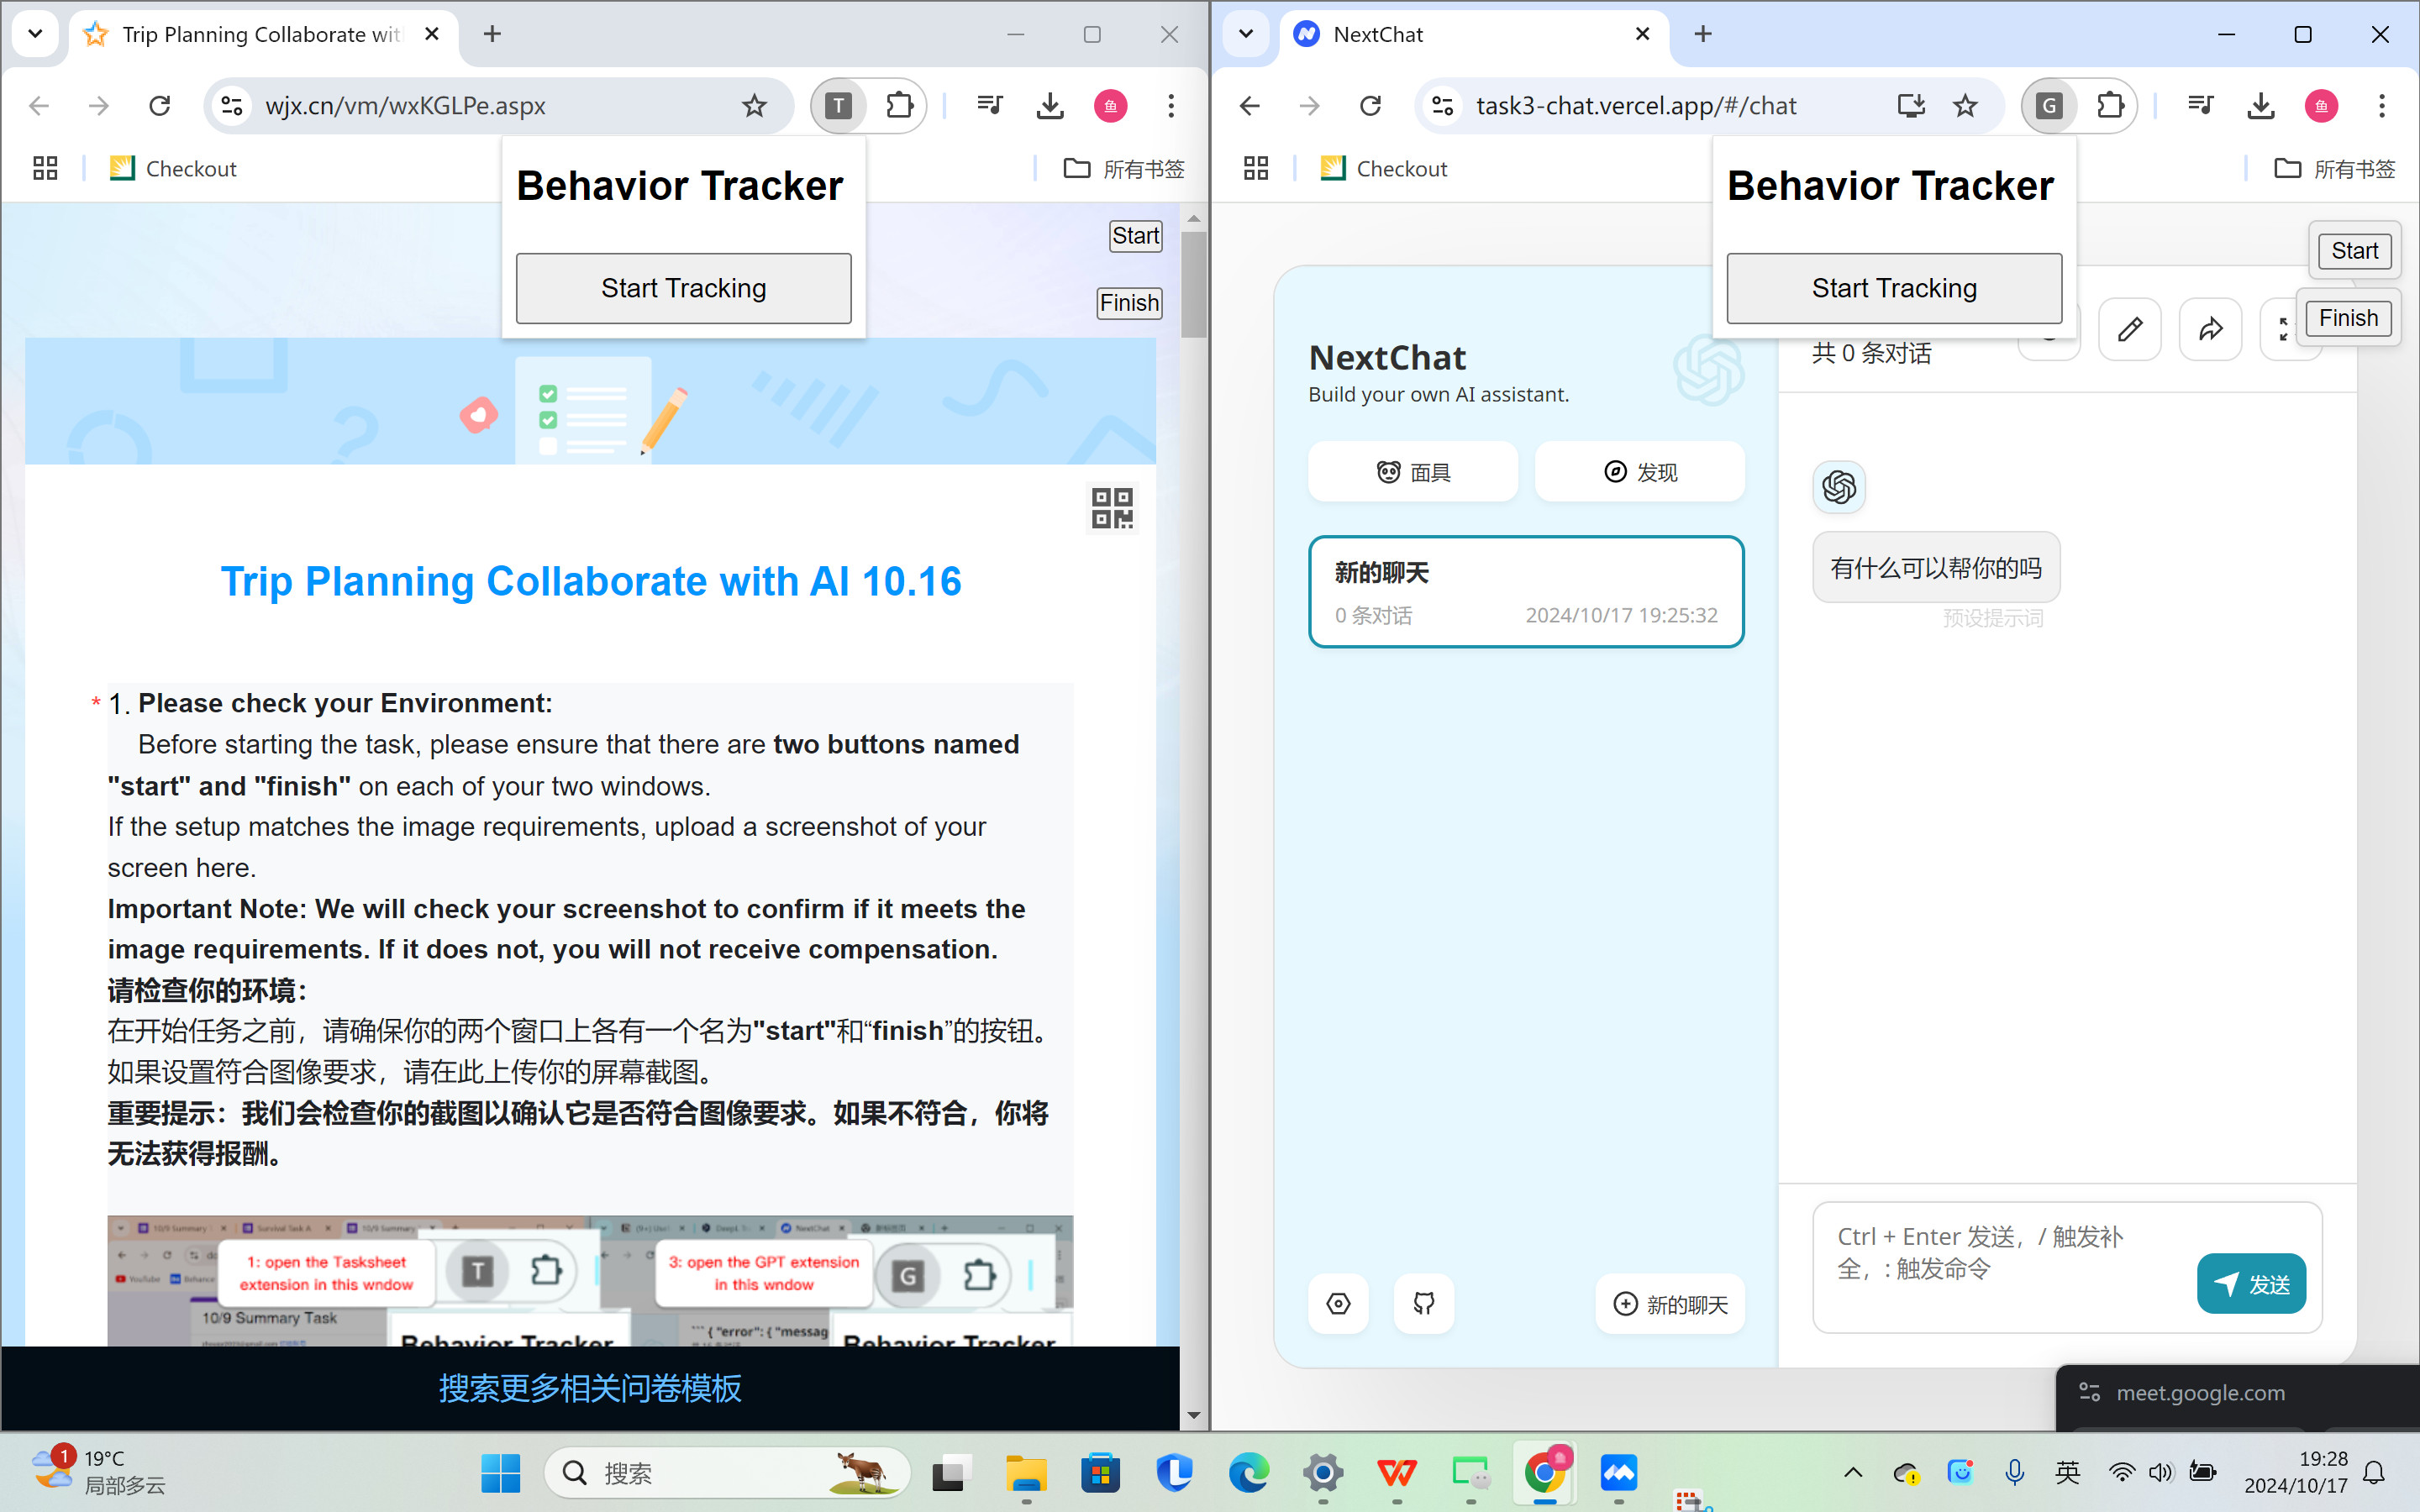 Trip Planning Collaborate wit
wjx.cn/vm/wxKGLPe.aspx
T
鱼
Checkout
所有书签
Behavior Tracker
Start Tracking
Start
Finish
Trip Planning Collaborate with AI 10.16
* 1. Please check your Environment:
Before starting the task, please ensure that there are two buttons named
"start" and "finish" on each of your two windows.
If the setup matches the image requirements, upload a screenshot of your
screen here.
Important Note: We will check your screenshot to confirm if it meets the
image requirements. If it does not, you will not receive compensation.
请检查你的环境：
在开始任务之前，请确保你的两个窗口上各有一个名为"start"和“finish”的按钮。
如果设置符合图像要求，请在此上传你的屏幕截图。
重要提示：我们会检查你的截图以确认它是否符合图像要求。如果不符合，你将
无法获得报酬。
10/9 Summary
Survival Task A
10/9 Summary
NextChat
1: open the Tasksheet
extension in this wndow
T
3: open the GPT extension
in this wndow
G
YouTube
10/9 Summary Task
Behavior Tracker
``` { "error": { "messag
Behavior Tracker
搜索更多相关问卷模板
NextChat
task3-chat.vercel.app/#/chat
G
鱼
Checkout
所有书签
Behavior Tracker
Start Tracking
Start
Finish
NextChat
Build your own AI assistant.
面具
发现
新的聊天
0 条对话
2024/10/17 19:25:32
新的聊天
共 0 条对话
有什么可以帮你的吗
预设提示词
Ctrl + Enter 发送，/ 触发补
全，: 触发命令
发送
meet.google.com
1
19°C
局部多云
搜索
英
19:28
2024/10/17